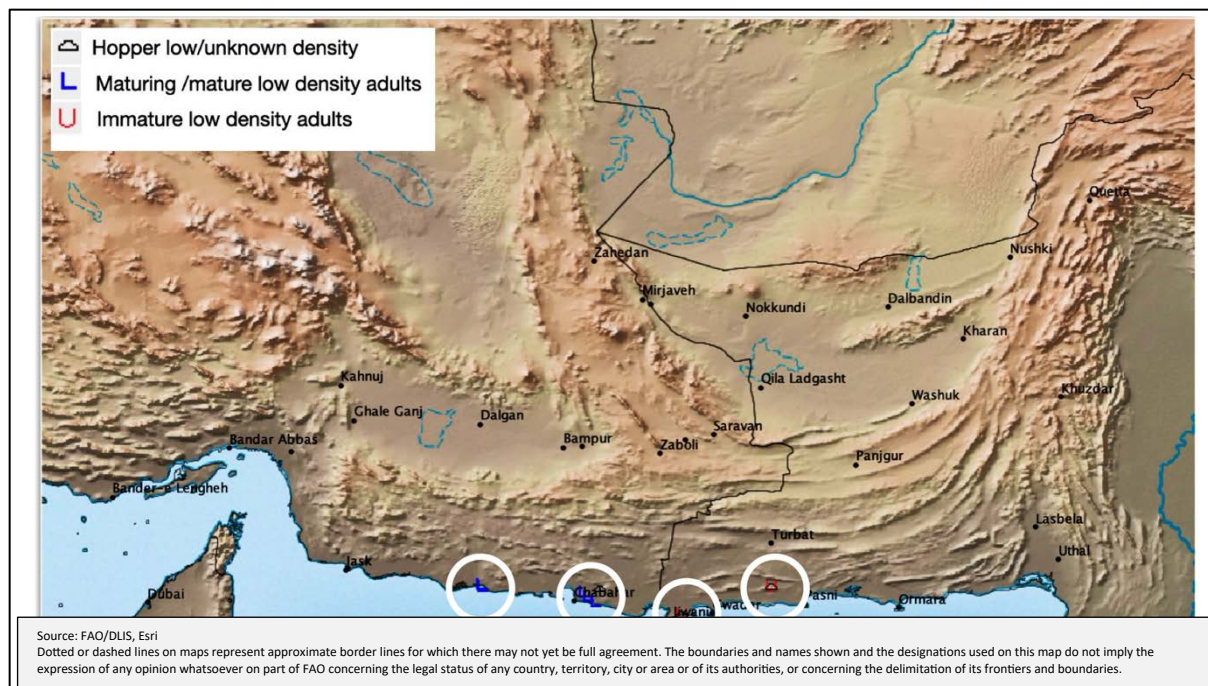 Hopper low/unknown density
Maturing /mature low density adults
Immature low density adults
Quetta
Nushki
Zahedan
Mirjaveh
Nokkundi
Dalbandin
Kharan
Kahnuj
Qila Ladgasht
Khuzdar
Washuk
Ghale Ganj
Dalgan
Saravan
Bandar Abbas
Bampur
Zaboli
Panjgur
Bander-e Lengheh
Lasbela
Turbat
Uthal
Jask
Dubai
Chabahar
Pasni
Ormara
Jiwani
Source: FAO/DLIS, Esri
Dotted or dashed lines on maps represent approximate border lines for which there may not yet be full agreement. The boundaries and names shown and the designations used on this map do not imply the
expression of any opinion whatsoever on part of FAO concerning the legal status of any country, territory, city or area or of its authorities, or concerning the delimitation of its frontiers and boundaries.